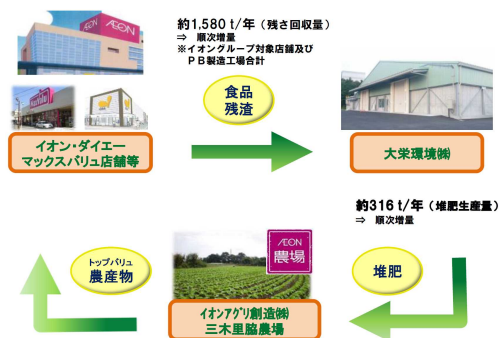 ÆON
約1,580 t/年（残さ回収量）
⇒ 順次増量
※イオングループ対象店舗及び
ＰＢ製造工場合計
食品
残渣
MaxValu
イオン・ダイエー
マックスバリュ店舗等
大栄環境㈱
約316 t/年（堆肥生産量）
⇒ 順次増量
堆肥
ÆON
農場
トップバリュ
農産物
イオンアグリ創造㈱
三木里脇農場